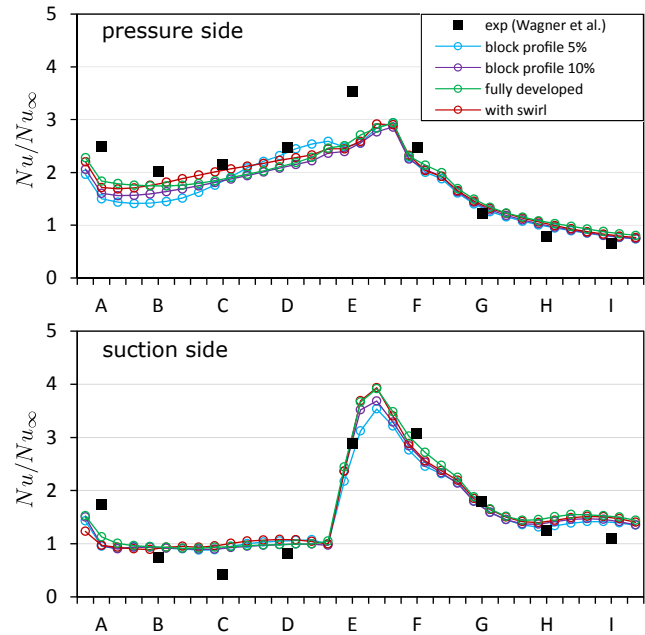 pressure side
exp (Wagner et al.)
block profile 5%
block profile 10%
fully developed
with swirl
Nu/Nu∞
5
4
3
2
1
0
A B C D E F G H I
suction side
Nu/Nu∞
5
4
3
2
1
0
A B C D E F G H I